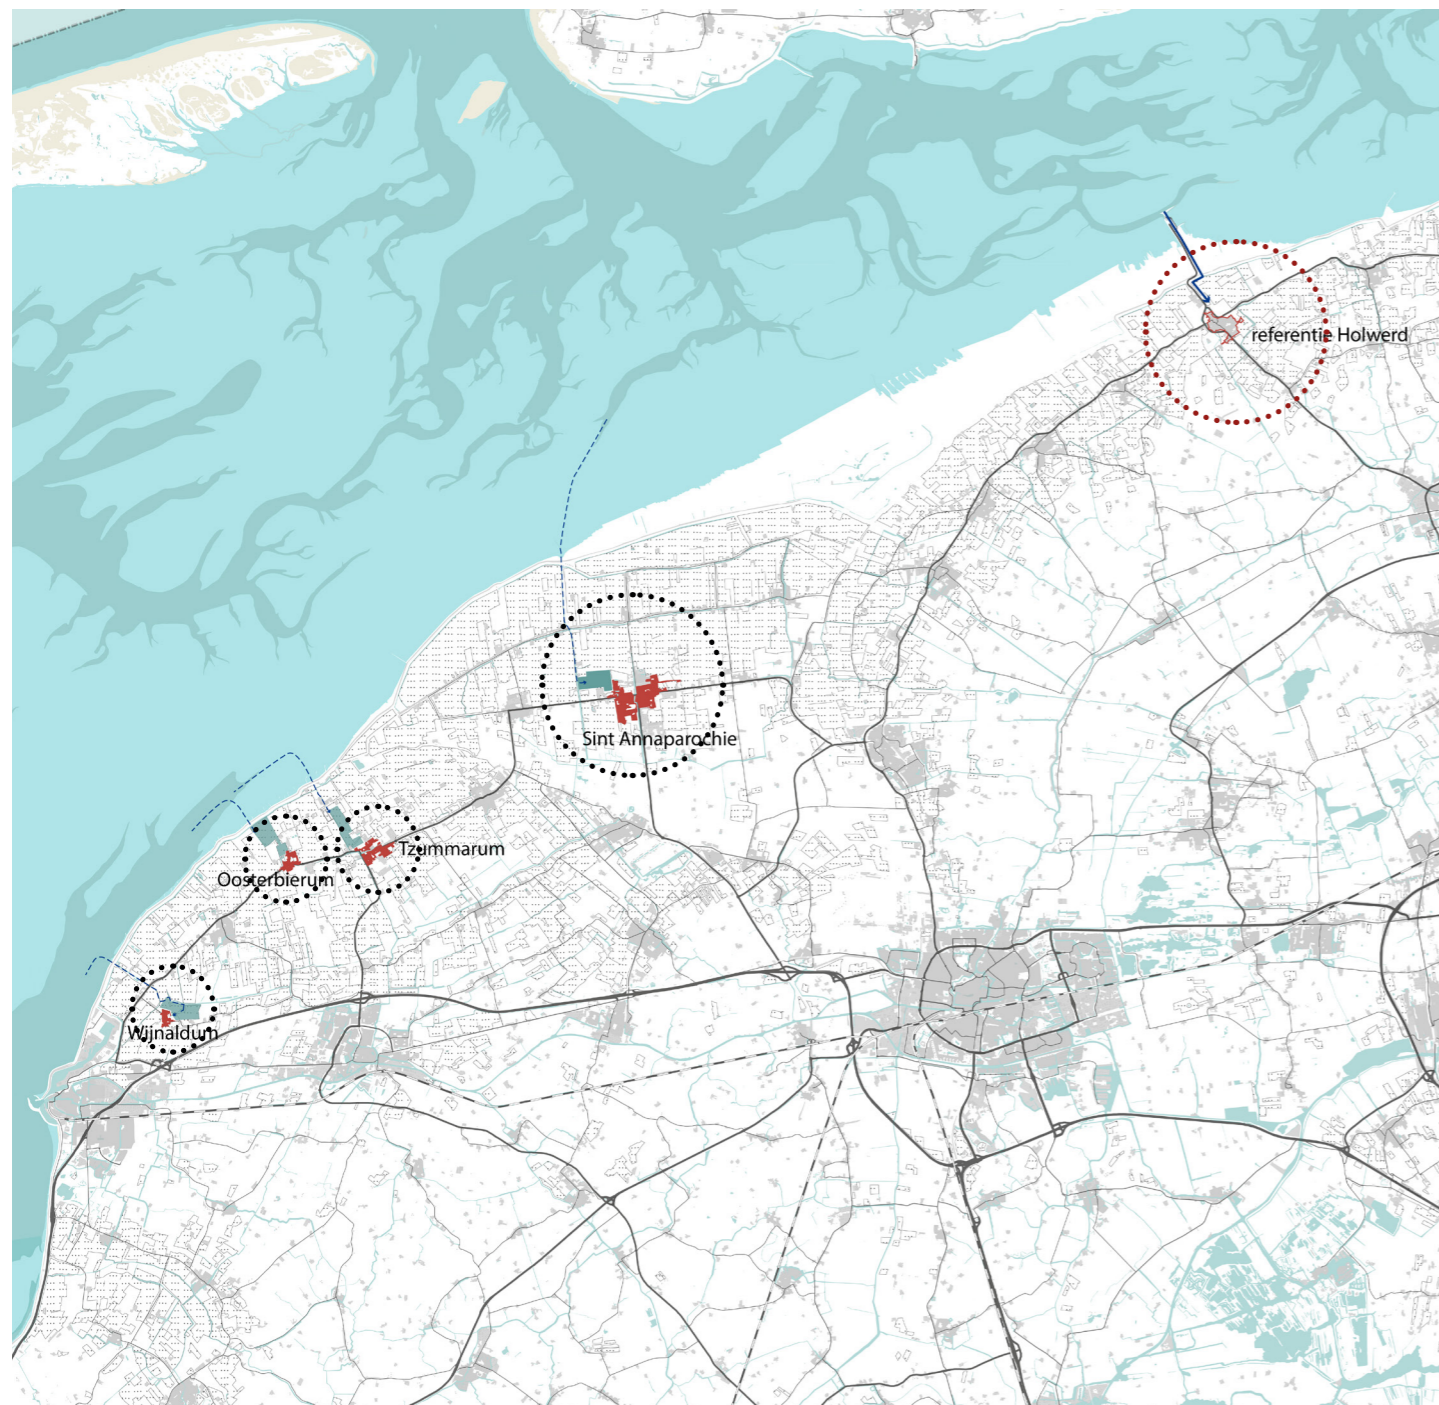 referentie Holwerd
Sint Annaparochie
Tzummarum
Oosterbierum
Wijnaldum